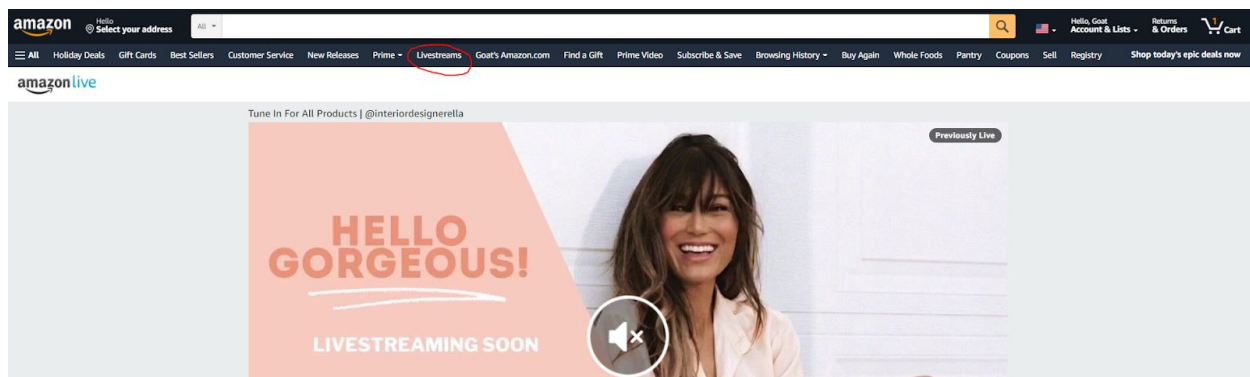 amazon Hello Select your address All Hello, Goat Account & Lists Returns & Orders 1 Cart
All Holiday Deals Gift Cards Best Sellers Customer Service New Releases Prime Livestreams Goat's Amazon.com Find a Gift Prime Video Subscribe & Save Browsing History Buy Again Whole Foods Pantry Coupons Sell Registry Shop today's epic deals now
amazon live
Tune In For All Products | @interiordesignerella
Previously Live
HELLO
GORGEOUS!
LIVESTREAMING SOON